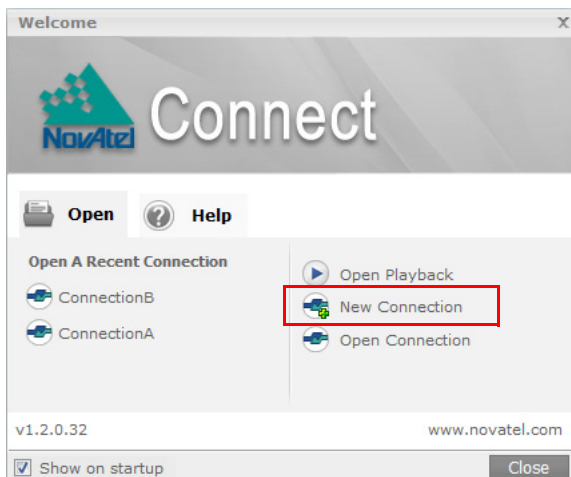 Welcome X
NovAtel
Connect
Open Help
Open A Recent Connection
ConnectionB
ConnectionA
Open Playback
New Connection
Open Connection
v1.2.0.32 www.novatel.com
Show on startup Close